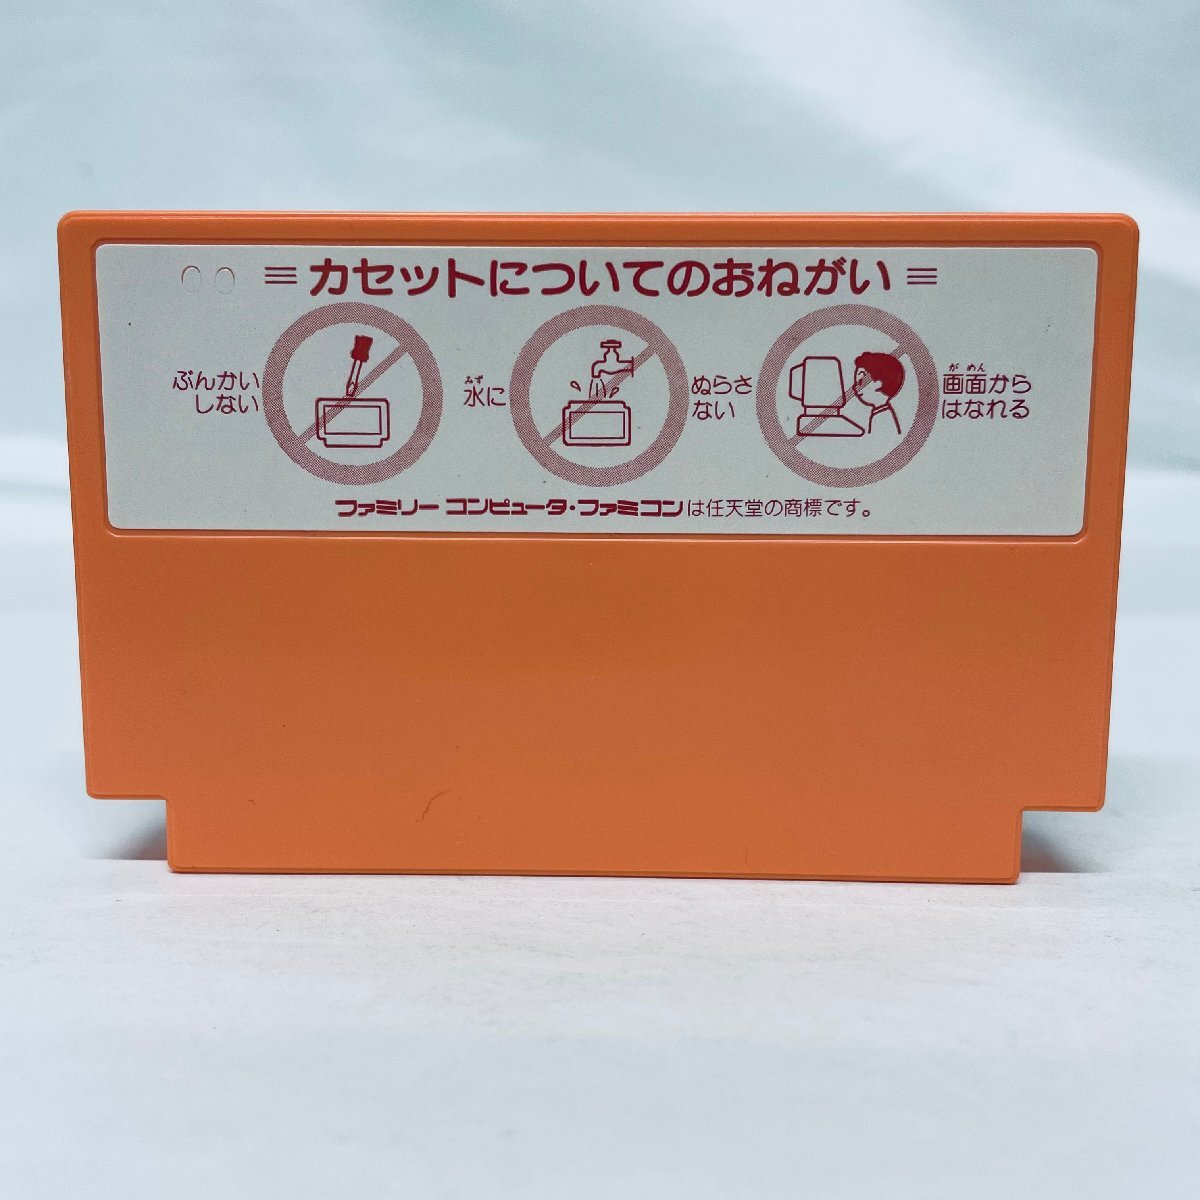 ≡カセットについてのおねがい≡
ぶんかい
しない
みず
水に
ぬらさ
ない
がめん
画面から
はなれる
ファミリーコンピュータ・ファミコンは任天堂の商標です。